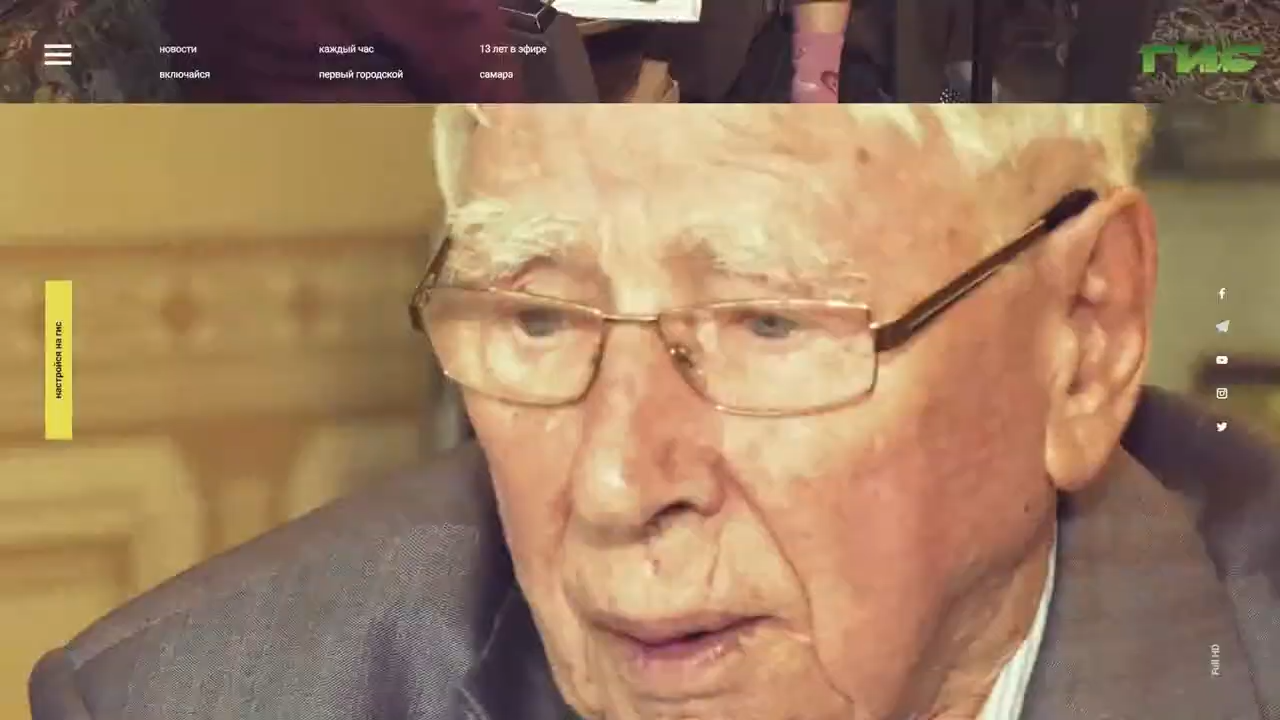 новости
включайся
каждый час
первый городской
13 лет в эфире
самара
ГИС
настройся на гис
Full HD